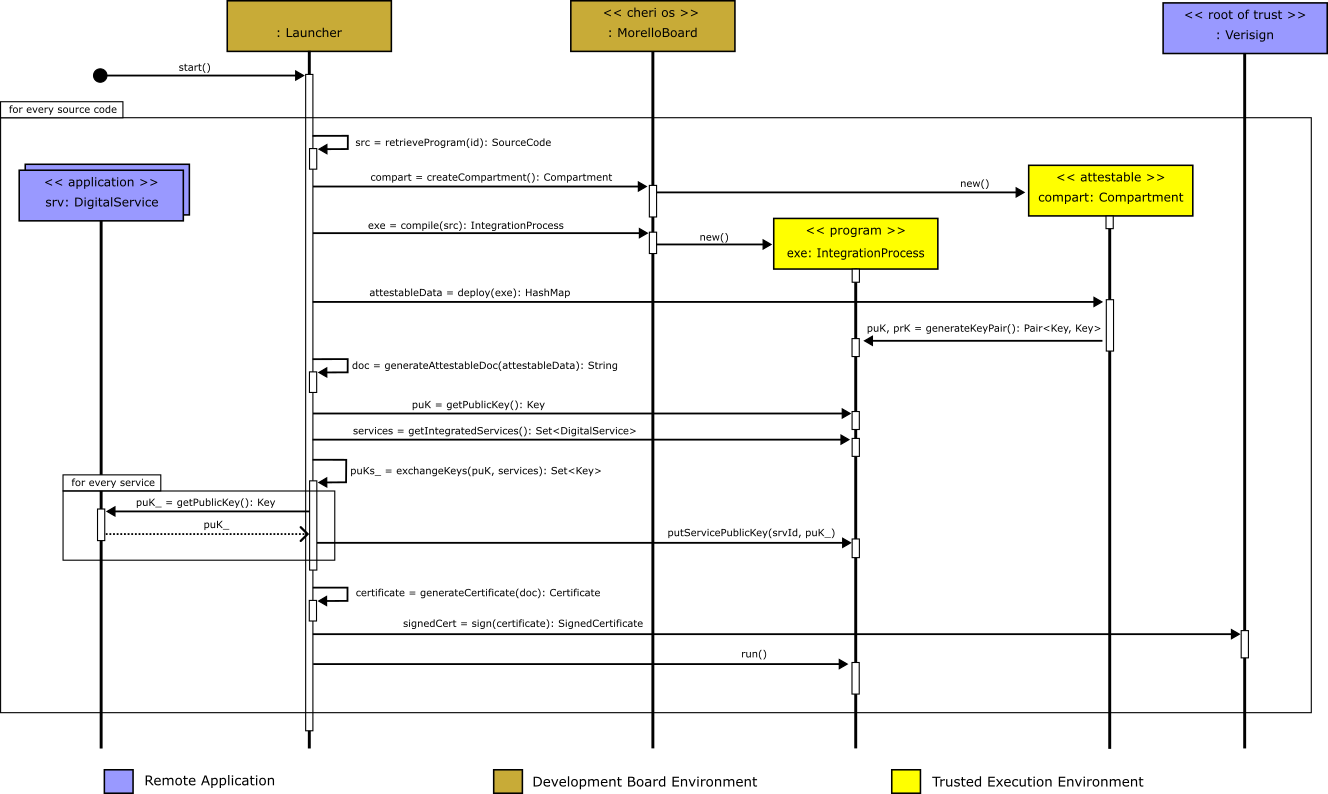 : Launcher
<< cheri os >>
: MorelloBoard
<< root of trust >>
: Verisign
start()
for every source code
src = retrieveProgram(id): SourceCode
<< application >>
srv: DigitalService
compart = createCompartment(): Compartment
new()
<< attestable >>
compart: Compartment
exe = compile(src): IntegrationProcess
new()
<< program >>
exe: IntegrationProcess
attestableData = deploy(exe): HashMap
puK, prK = generateKeyPair(): Pair<Key, Key>
doc = generateAttestableDoc(attestableData): String
puK = getPublicKey(): Key
services = getIntegratedServices(): Set<DigitalService>
puKs_ = exchangeKeys(puK, services): Set<Key>
for every service
puK_ = getPublicKey(): Key
puK_
putServicePublicKey(srvId, puK_)
certificate = generateCertificate(doc): Certificate
signedCert = sign(certificate): SignedCertificate
run()
Remote Application
Development Board Environment
Trusted Execution Environment